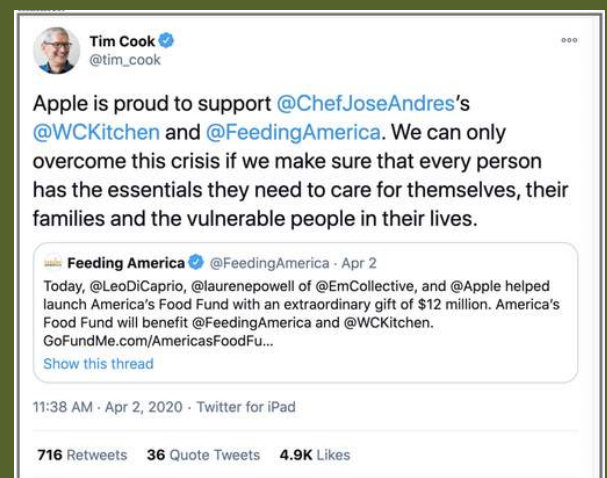 Tim Cook
@tim_cook
Apple is proud to support @ChefJoseAndres's
@WCKitchen and @FeedingAmerica. We can only
overcome this crisis if we make sure that every person
has the essentials they need to care for themselves, their
families and the vulnerable people in their lives.
Feeding America @FeedingAmerica · Apr 2
Today, @LeoDiCaprio, @laurenepowell of @EmCollective, and @Apple helped
launch America's Food Fund with an extraordinary gift of $12 million. America's
Food Fund will benefit @FeedingAmerica and @WCKitchen.
GoFundMe.com/AmericasFoodFu...
Show this thread
11:38 AM · Apr 2, 2020 · Twitter for iPad
716 Retweets 36 Quote Tweets 4.9K Likes